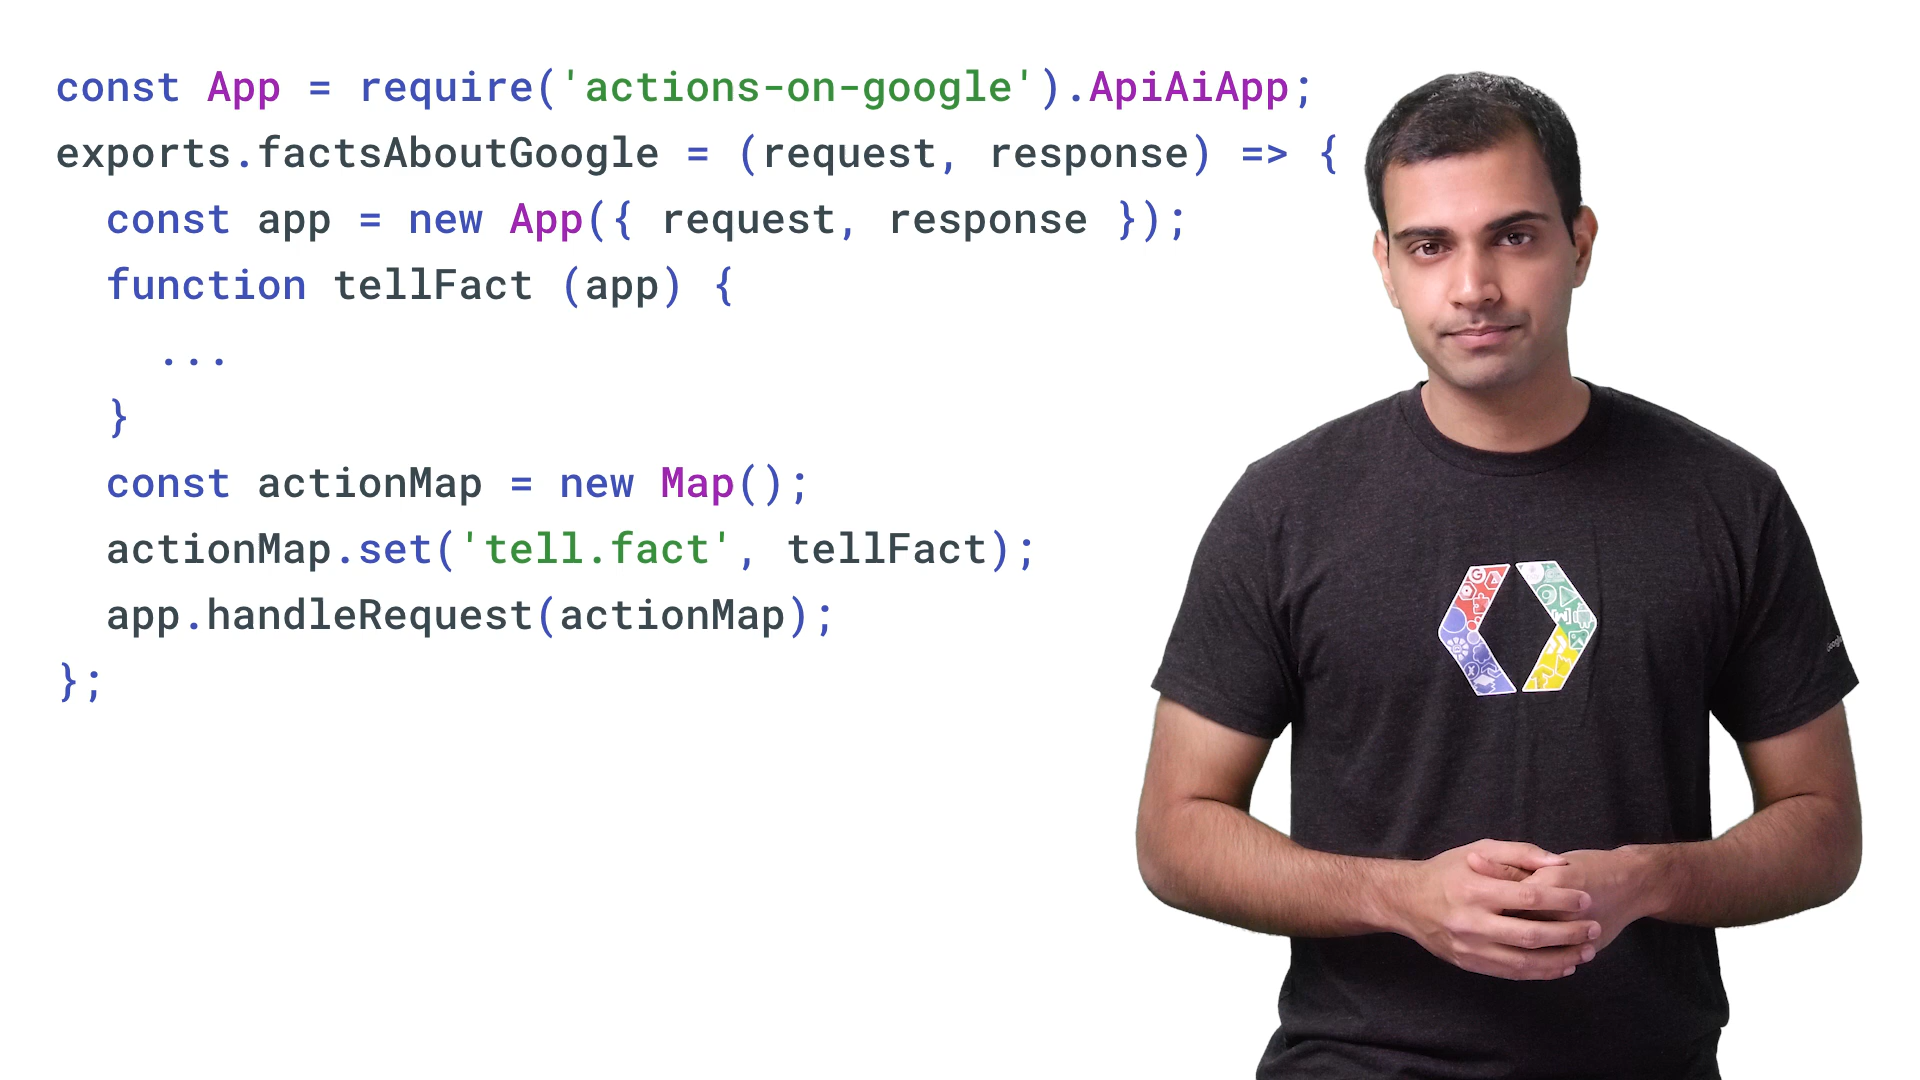 const App = require('actions-on-google').ApiAiApp;
exports.factsAboutGoogle = (request, response) => {
const app = new App({ request, response });
function tellFact (app) {
...
}
const actionMap = new Map();
actionMap.set('tell.fact', tellFact);
app.handleRequest(actionMap);
};
Google